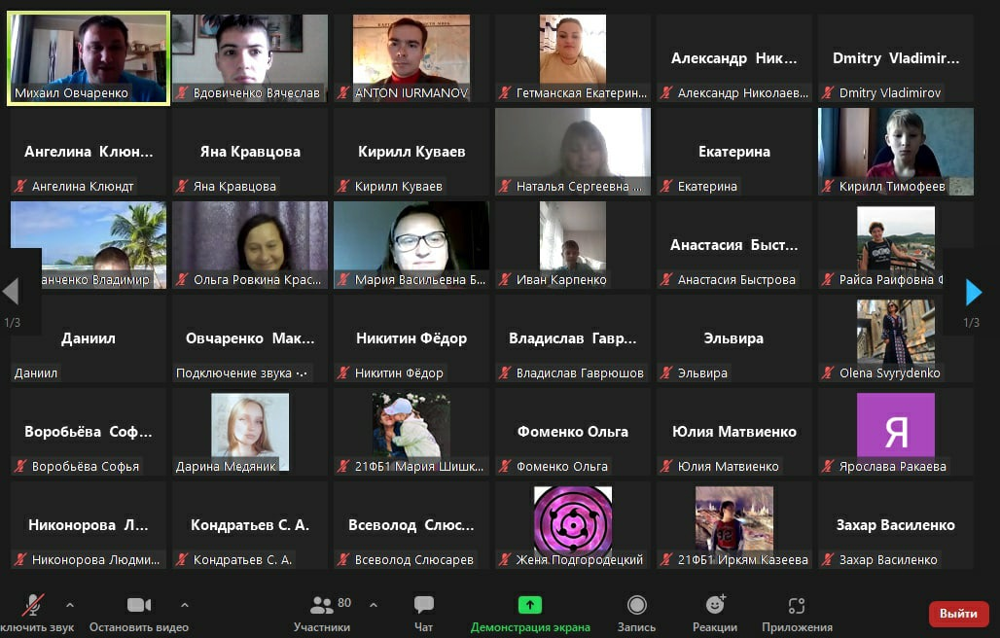 Михаил Овчаренко
Вдовиченко Вячеслав
ANTON IURMANOV
Гетманская Екатерин...
Александр Ник...
Александр Николаев...
Dmitry Vladimir...
Dmitry Vladimirov
Ангелина Клюн...
Ангелина Клюндт
Яна Кравцова
Яна Кравцова
Кирилл Куваев
Кирилл Куваев
Наталья Сергеевна ...
Екатерина
Екатерина
Кирилл Тимофеев
анченко Владимир
Ольга Ровкина Крас...
Мария Васильевна Б...
Иван Карпенко
Анастасия Быст...
Анастасия Быстрова
Раиса Раифовна
1/3
1/3
Даниил
Даниил
Овчаренко Мак...
Подключение звука
Никитин Фёдор
Никитин Фёдор
Владислав Гавр...
Владислав Гаврюшов
Эльвира
Эльвира
Olena Svyrydenko
Воробьёва Соф...
Воробьёва Софья
Дарина Медяник
21ФБ1 Мария Шишк...
Фоменко Ольга
Фоменко Ольга
Юлия Матвиенко
Юлия Матвиенко
Я
Ярослава Ракаева
Никонорова Л...
Никонорова Людми...
Кондратьев С. А.
Кондратьев С. А.
Всеволод Слюс...
Всеволод Слюсарев
Женя Подгородецкий
21ФБ1 Иркям Казеева
Захар Василенко
Захар Василенко
ключить звук
Остановить видео
80
Участники
Чат
Демонстрация экрана
Запись
Реакции
Приложения
Выйти